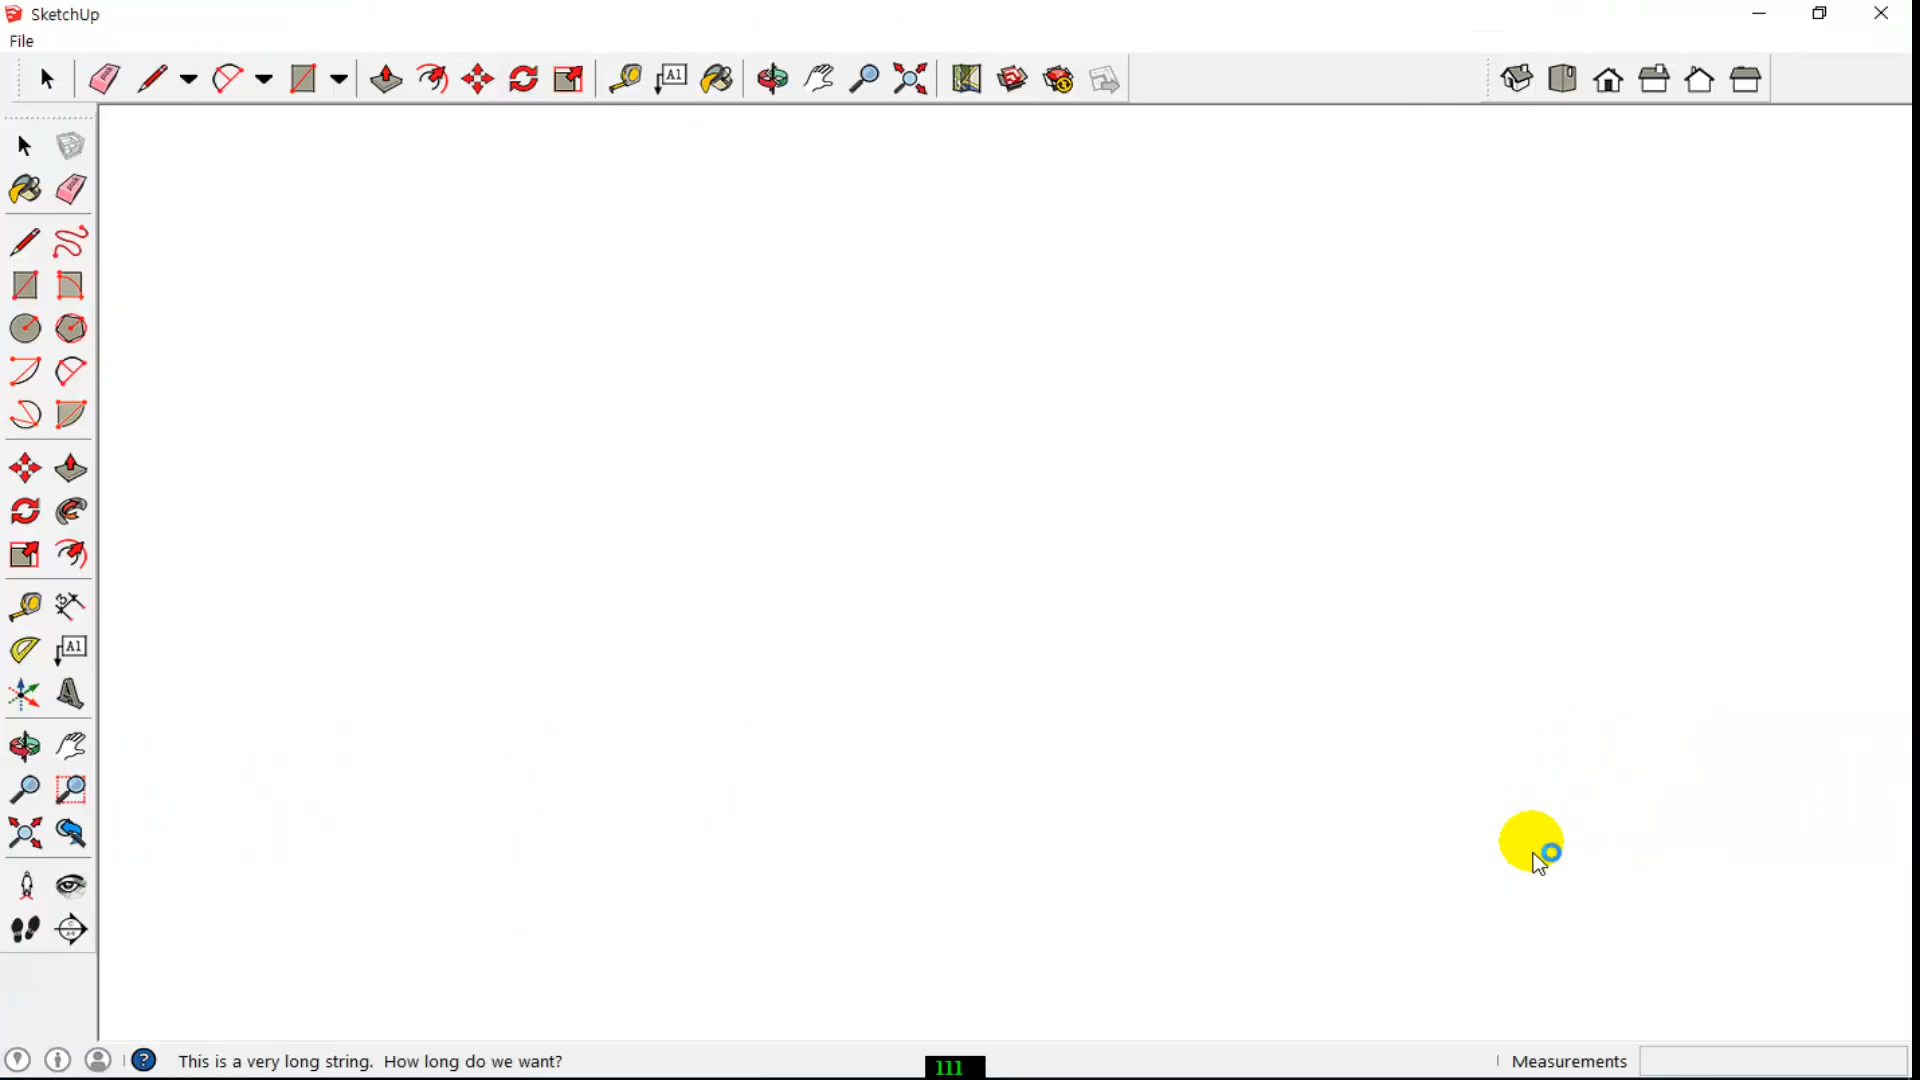 SketchUp
File
A1
A1
This is a very long string.  How long do we want?
111
Measurements